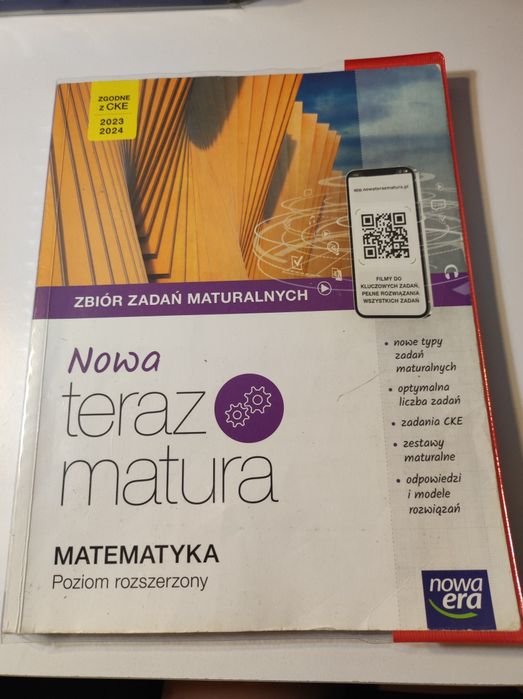 ZGODNE
z CKE
2023
2024
app.nowaterazmatura.pl
FILMY DO
KLUCZOWYCH ZADAŃ,
PEŁNE ROZWIĄZANIA
WSZYSTKICH ZADAŃ
ZBIÓR ZADAŃ MATURALNYCH
Nowa
teraz
matura
• nowe typy
zadań
maturalnych
• optymalna
liczba zadań
• zadania CKE
• zestawy
maturalne
• odpowiedzi
i modele
rozwiązań
MATEMATYKA
Poziom rozszerzony
nowa
era